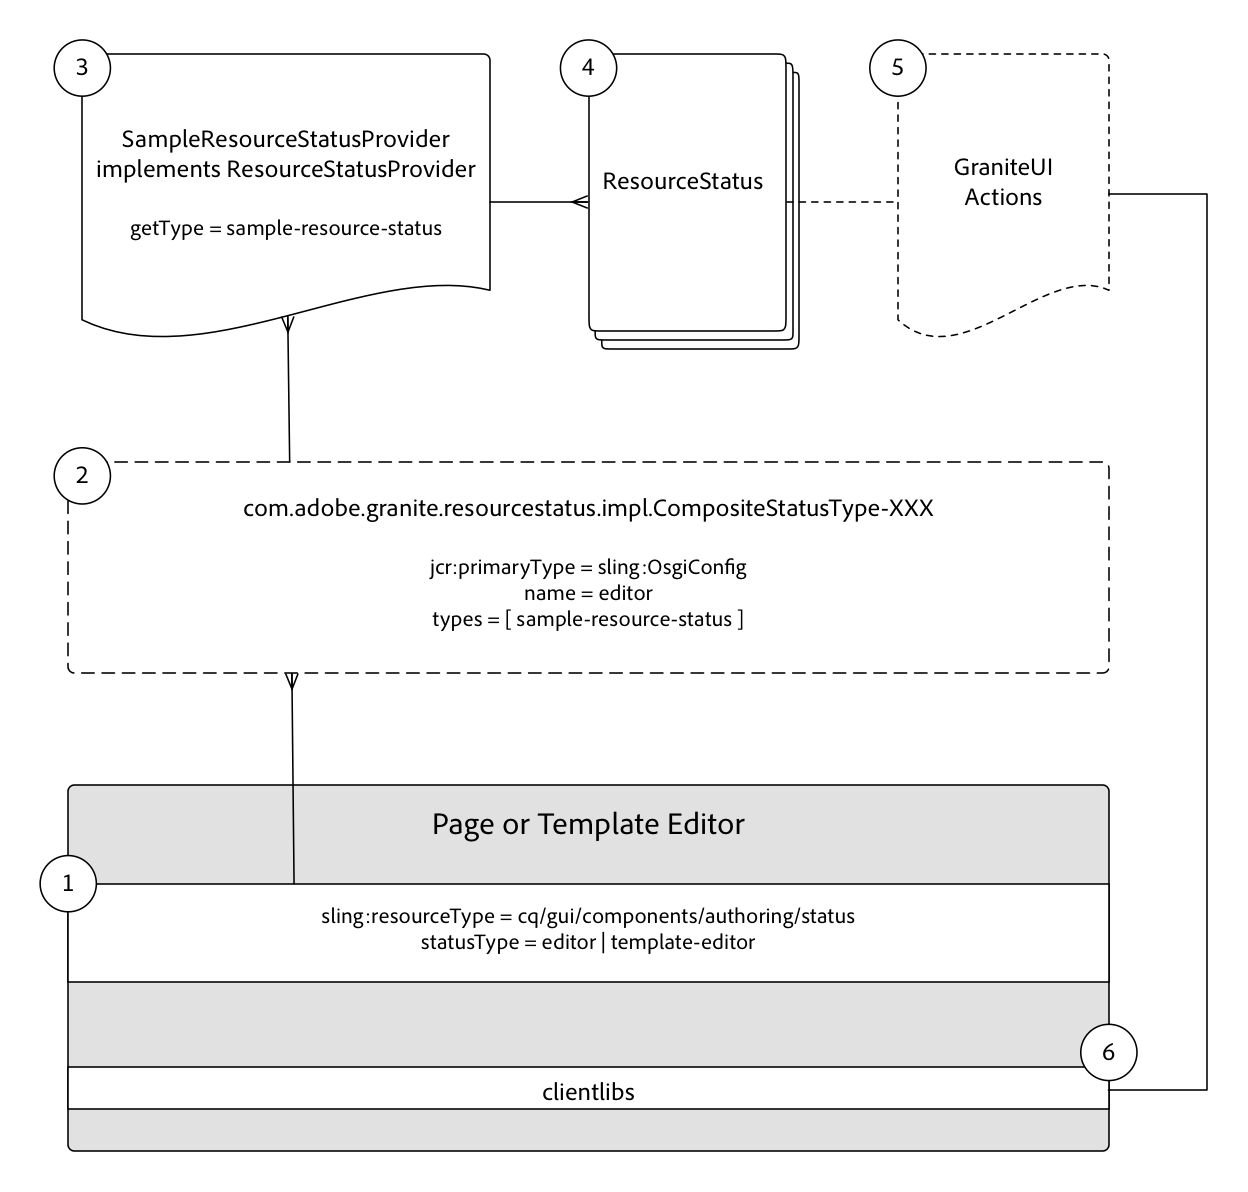 3
SampleResourceStatusProvider
implements ResourceStatusProvider
getType = sample-resource-status
4
ResourceStatus
5
GraniteUI
Actions
2
com.adobe.granite.resourcestatus.impl.CompositeStatusType-XXX
jcr:primaryType = sling:OsgiConfig
name = editor
types = [ sample-resource-status ]
Page or Template Editor
1
sling:resourceType = cq/gui/components/authoring/status
statusType = editor | template-editor
6
clientlibs